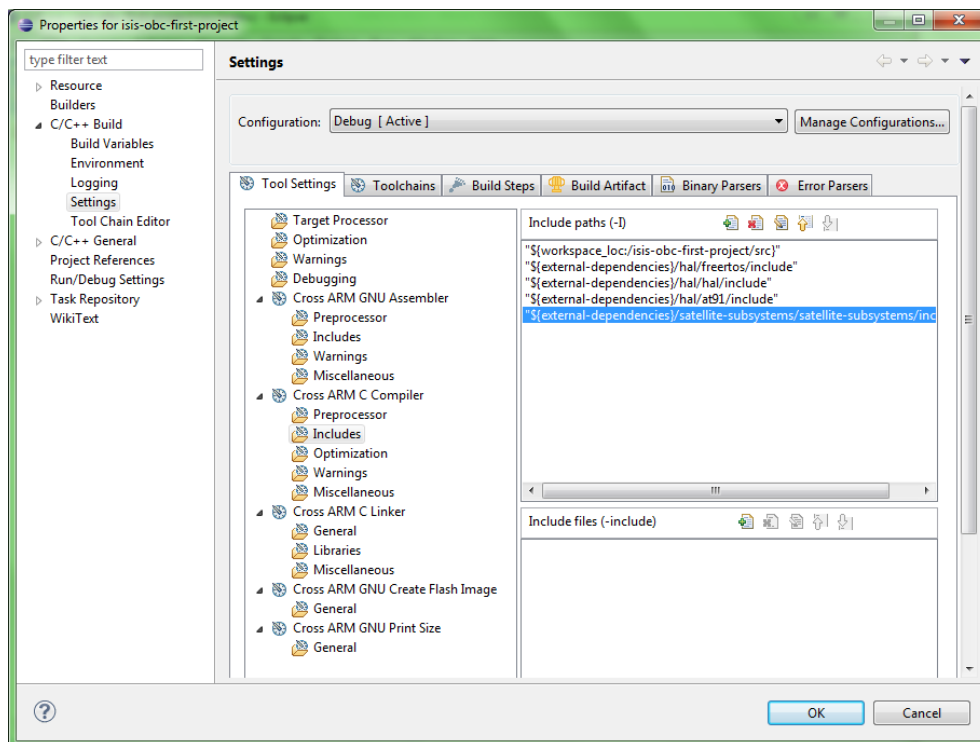 Properties for isis-obc-first-project
type filter text
Resource
Builders
C/C++ Build
Build Variables
Environment
Logging
Settings
Tool Chain Editor
C/C++ General
Project References
Run/Debug Settings
Task Repository
WikiText
Settings
Configuration:
Debug [ Active ]
Manage Configurations...
Tool Settings
Toolchains
Build Steps
Build Artifact
Binary Parsers
Error Parsers
Target Processor
Optimization
Warnings
Debugging
Cross ARM GNU Assembler
Preprocessor
Includes
Warnings
Miscellaneous
Cross ARM C Compiler
Preprocessor
Includes
Optimization
Warnings
Miscellaneous
Cross ARM C Linker
General
Libraries
Miscellaneous
Cross ARM GNU Create Flash Image
General
Cross ARM GNU Print Size
General
Include paths (-I)
"${workspace_loc:/isis-obc-first-project/src}"
"${external-dependencies}/hal/freertos/include"
"${external-dependencies}/hal/hal/include"
"${external-dependencies}/hal/at91/include"
"${external-dependencies}/satellite-subsystems/satellite-subsystems/inc
Include files (-include)
OK
Cancel